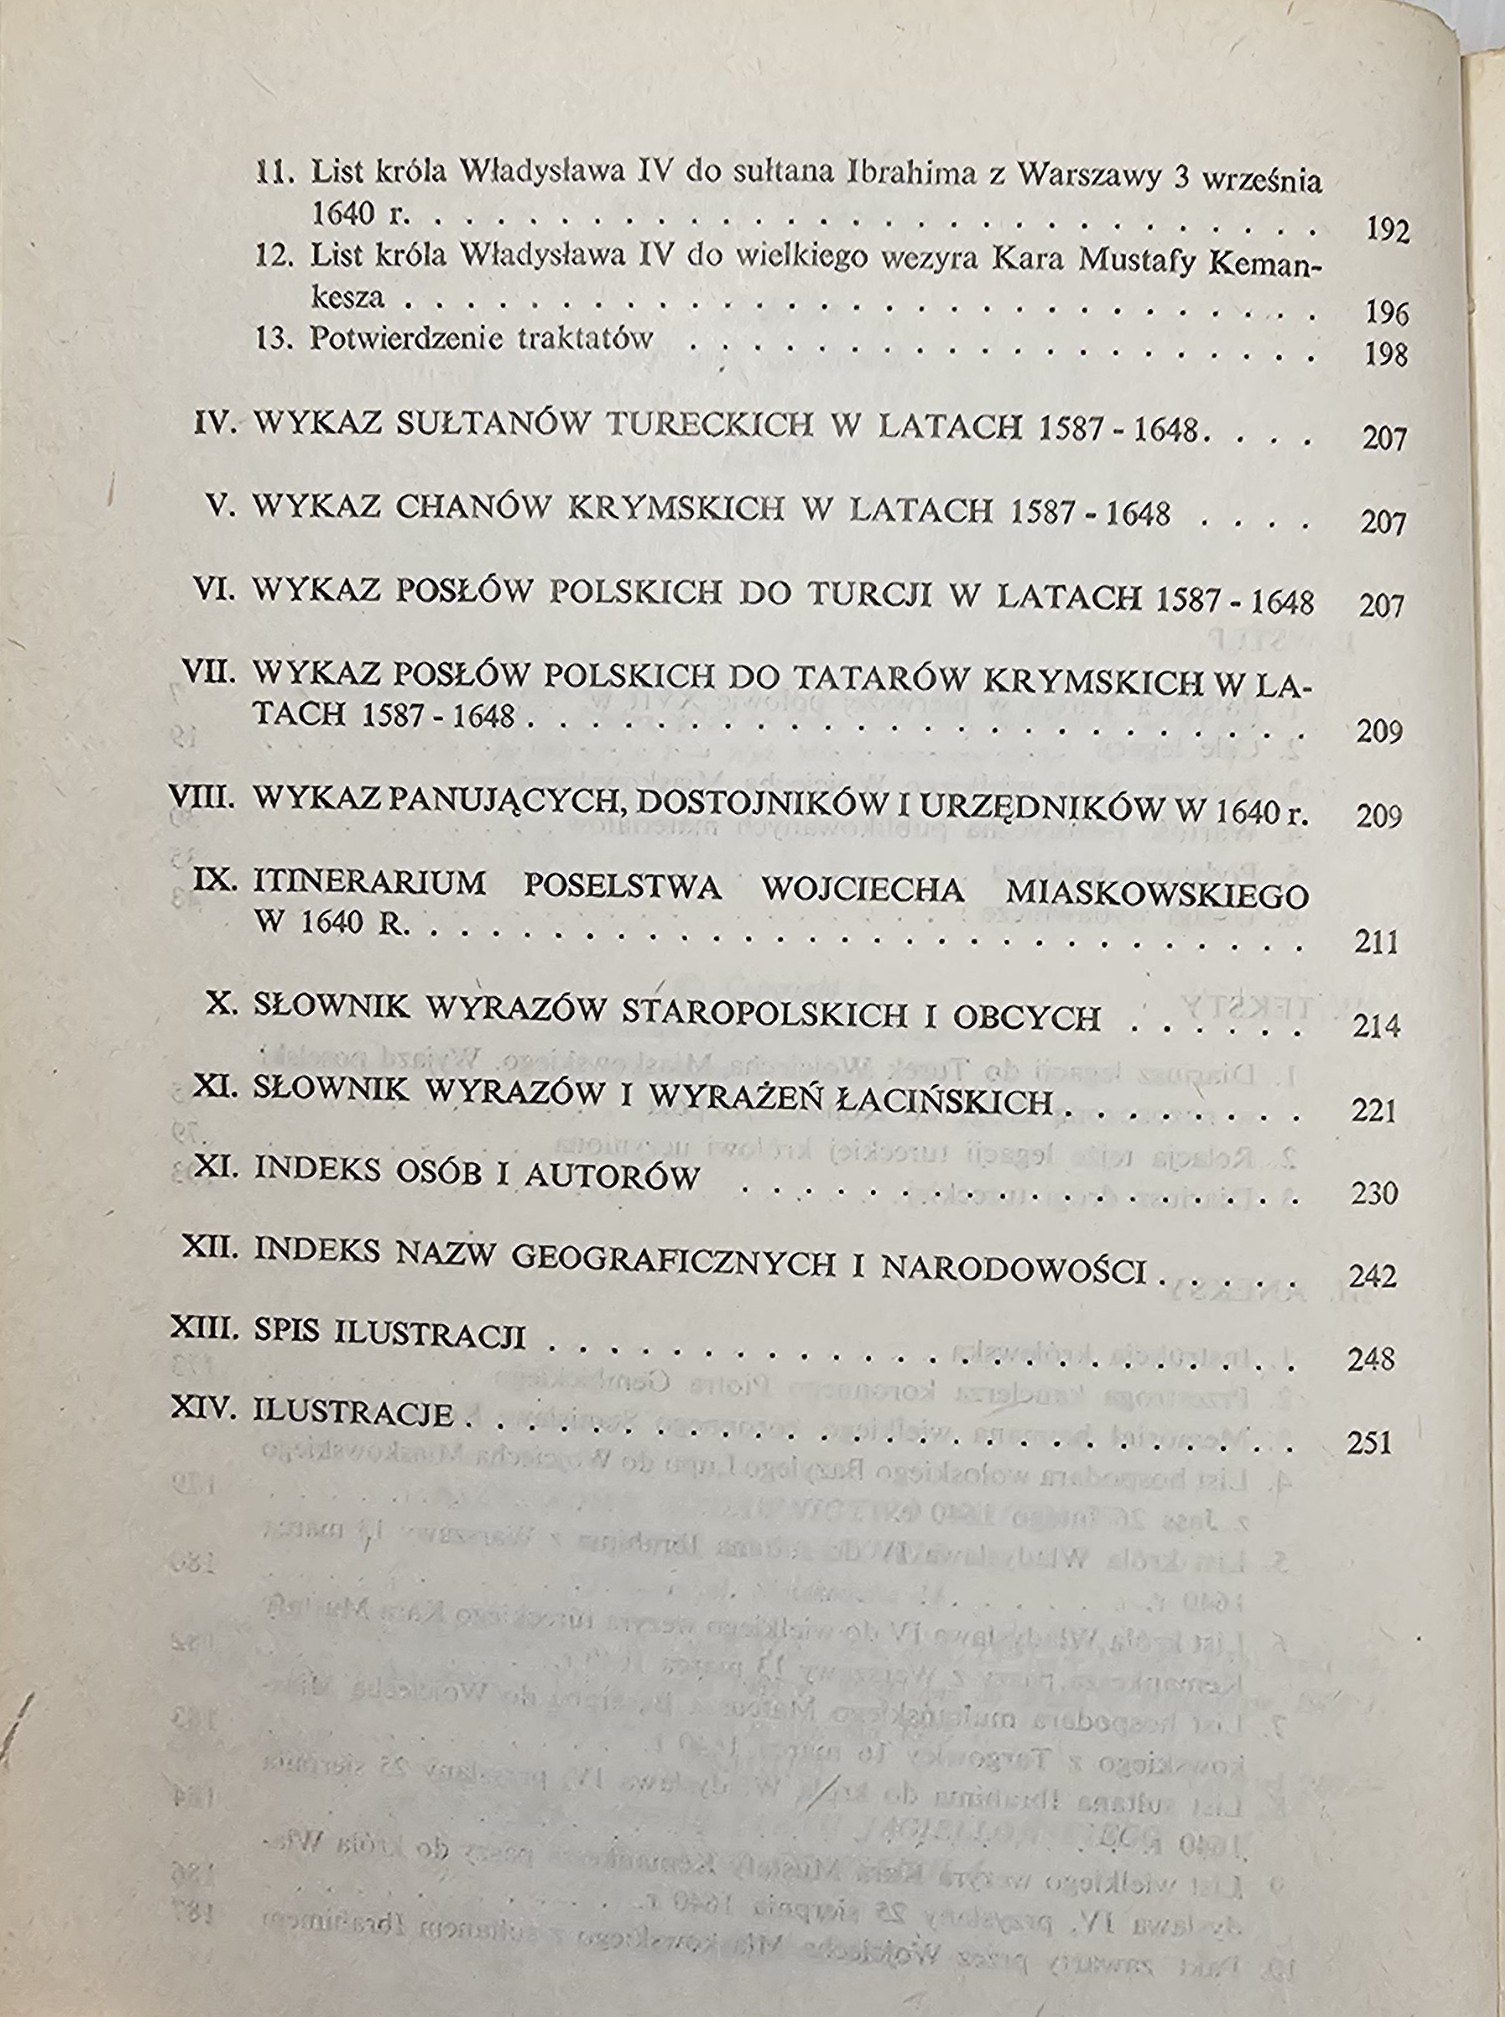 11. List króla Władysława IV do sułtana Ibrahima z Warszawy 3 września
1640 r. . . . . . . . . . . . . . . . . . . . . . . . . . . . . 192
12. List króla Władysława IV do wielkiego wezyra Kara Mustafy Keman-
kesza . . . . . . . . . . . . . . . . . . . . . . . . . . . . . 196
13. Potwierdzenie traktatów . . . . . . . . . . . . . . . . . . . . 198
IV. WYKAZ SUŁTANÓW TURECKICH W LATACH 1587 - 1648. . . . 207
V. WYKAZ CHANÓW KRYMSKICH W LATACH 1587 - 1648 . . . . 207
VI. WYKAZ POSŁÓW POLSKICH DO TURCJI W LATACH 1587 - 1648 207
VII. WYKAZ POSŁÓW POLSKICH DO TATARÓW KRYMSKICH W LA-
TACH 1587 - 1648 . . . . . . . . . . . . . . . . . . . . . . . . . 209
VIII. WYKAZ PANUJĄCYCH, DOSTOJNIKÓW I URZĘDNIKÓW W 1640 r. 209
IX. ITINERARIUM POSELSTWA WOJCIECHA MIASKOWSKIEGO
W 1640 R. . . . . . . . . . . . . . . . . . . . . . . . . . . . . 211
X. SŁOWNIK WYRAZÓW STAROPOLSKICH I OBCYCH . . . . . . 214
XI. SŁOWNIK WYRAZÓW I WYRAŻEŃ ŁACIŃSKICH . . . . . . . . 221
XI. INDEKS OSÓB I AUTORÓW . . . . . . . . . . . . . . . . . . 230
XII. INDEKS NAZW GEOGRAFICZNYCH I NARODOWOŚCI . . . . . 242
XIII. SPIS ILUSTRACJI . . . . . . . . . . . . . . . . . . . . . . . . 248
XIV. ILUSTRACJE . . . . . . . . . . . . . . . . . . . . . . . . . . 251